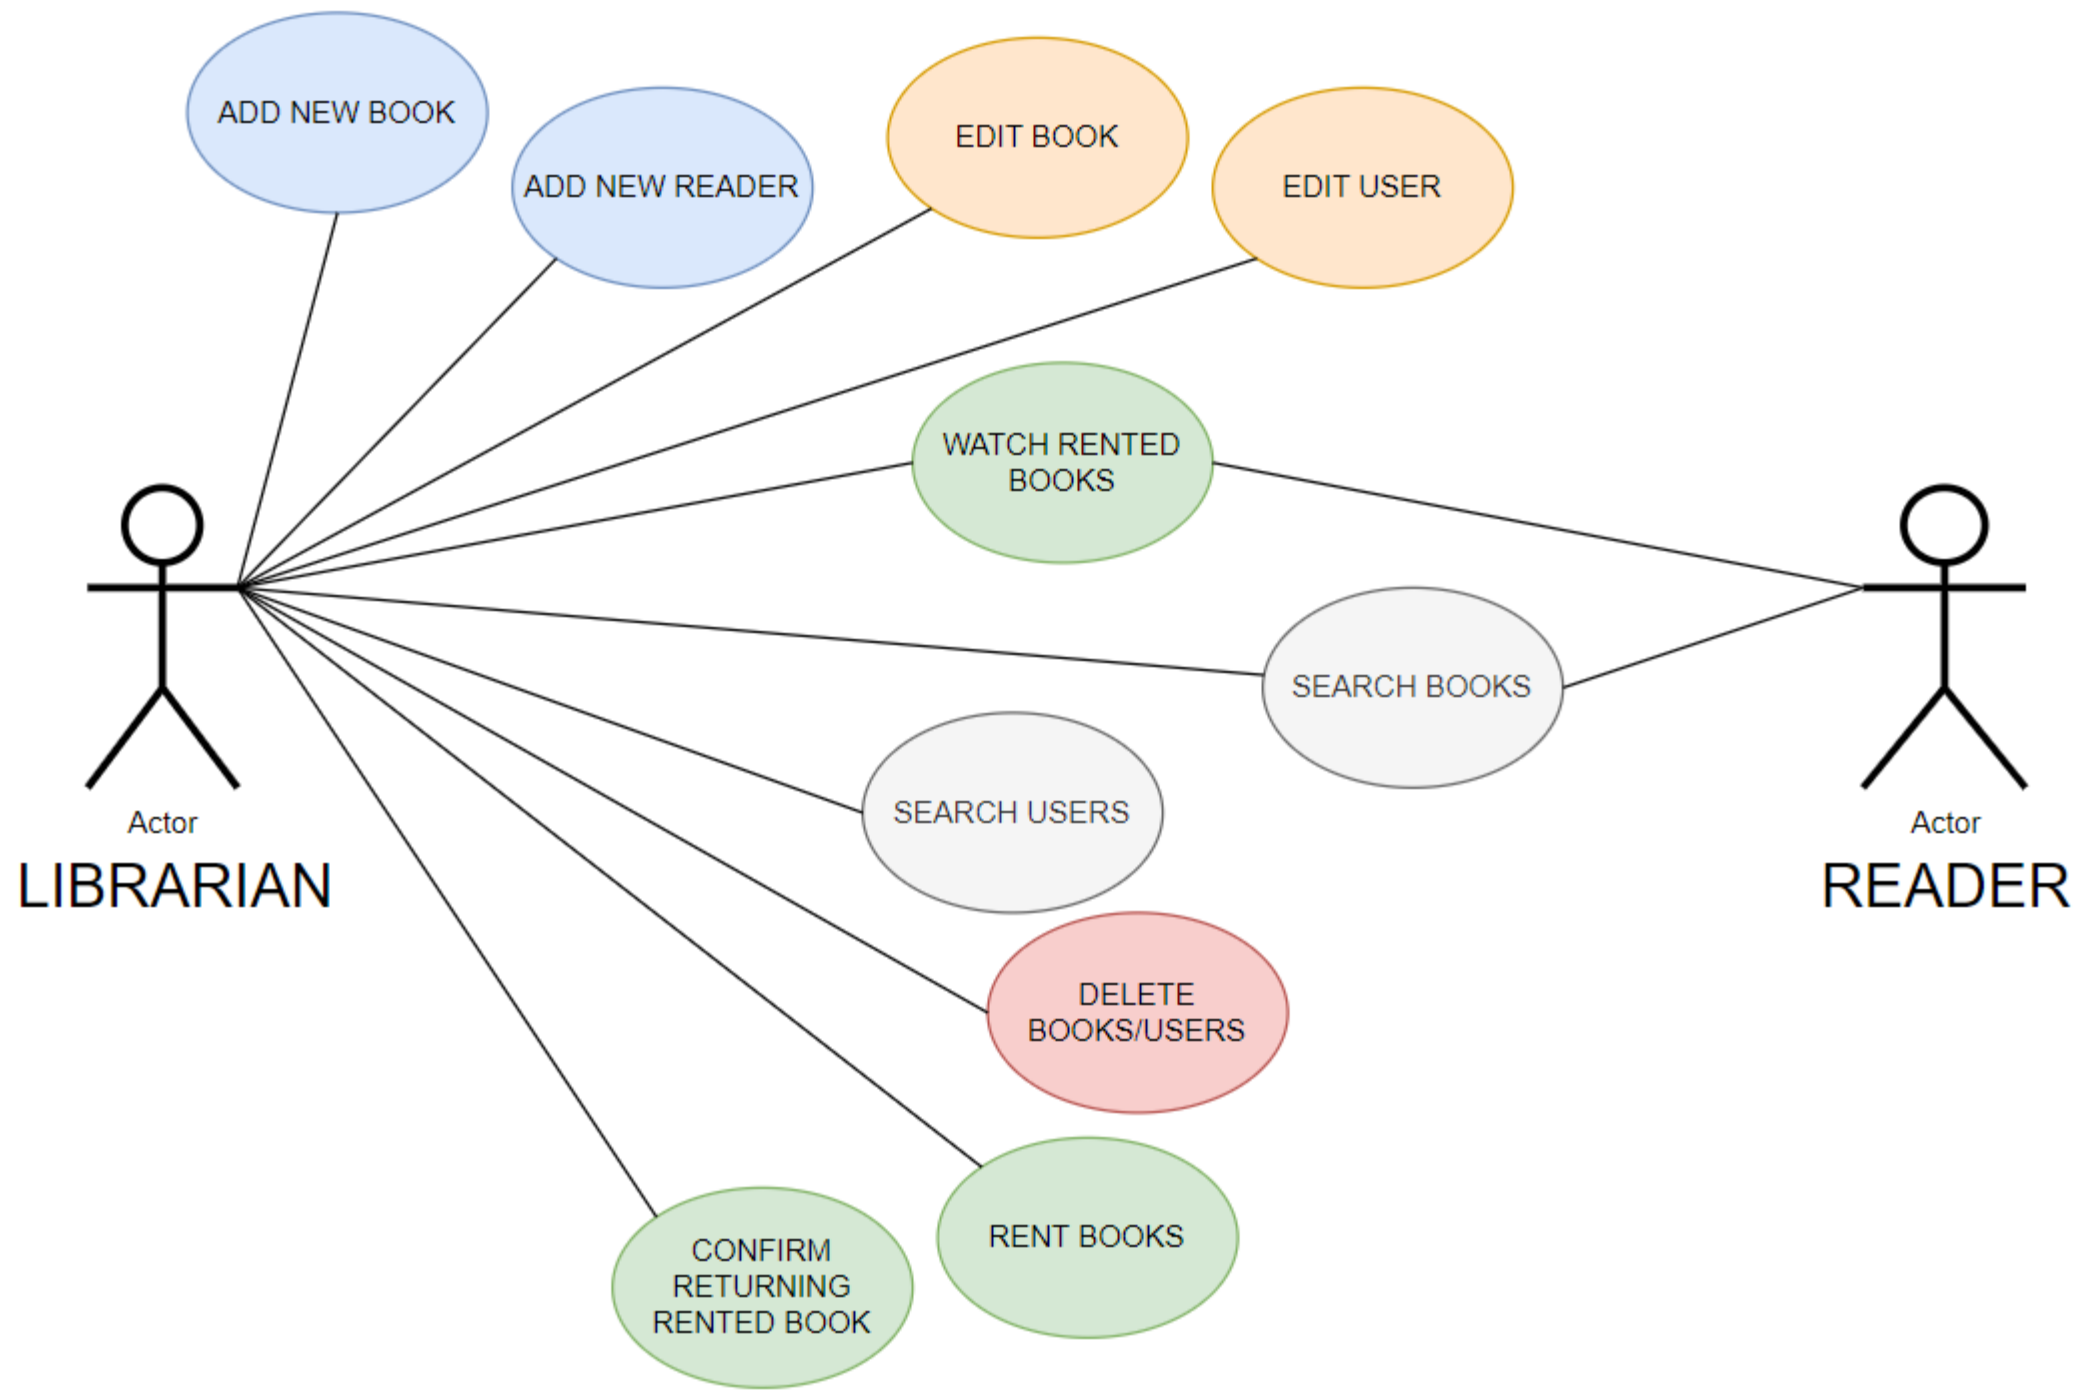 ADD NEW BOOK
ADD NEW READER
EDIT BOOK
EDIT USER
WATCH RENTED
BOOKS
SEARCH BOOKS
SEARCH USERS
Actor
LIBRARIAN
Actor
READER
DELETE
BOOKS/USERS
RENT BOOKS
CONFIRM
RETURNING
RENTED BOOK